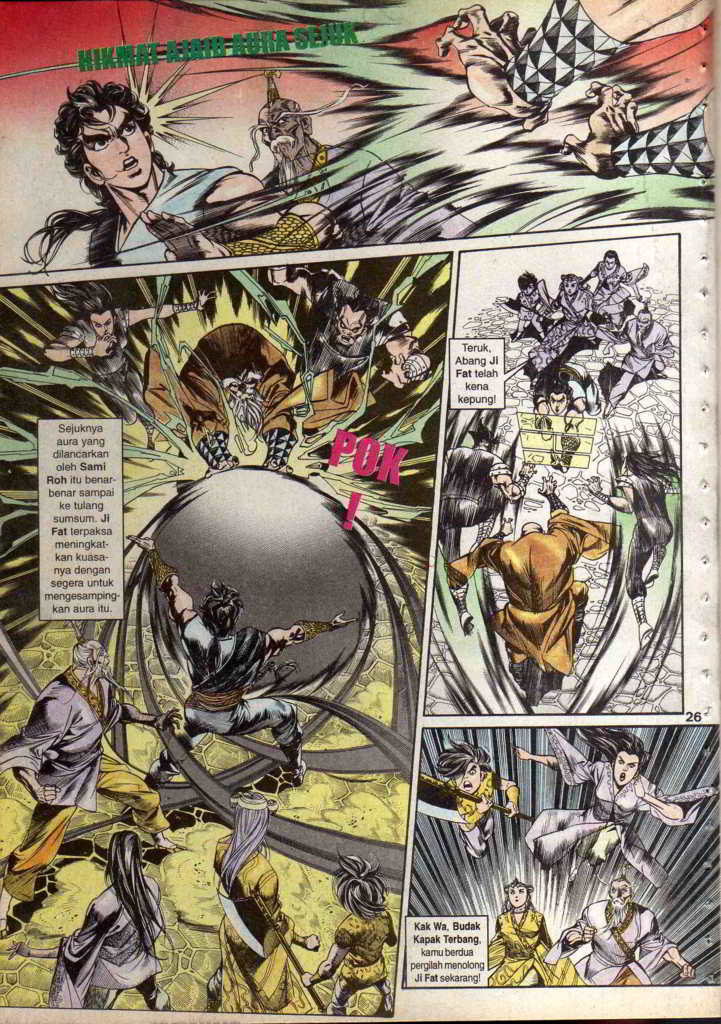 HIKMAT AJAIB AURA SEJUK
Sejuknya
aura yang
dilancarkan
oleh Sami
Roh itu benar-
benar sampai
ke tulang
sumsum. Ji
Fat terpaksa
meningkat-
kan kuasa-
nya dengan
segera untuk
mengesamping-
kan aura itu.
POK
!
Teruk,
Abang Ji
Fat telah
kena
kepung!
26
Kak Wa, Budak
Kapak Terbang,
kamu berdua
pergilah menolong
Ji Fat sekarang!